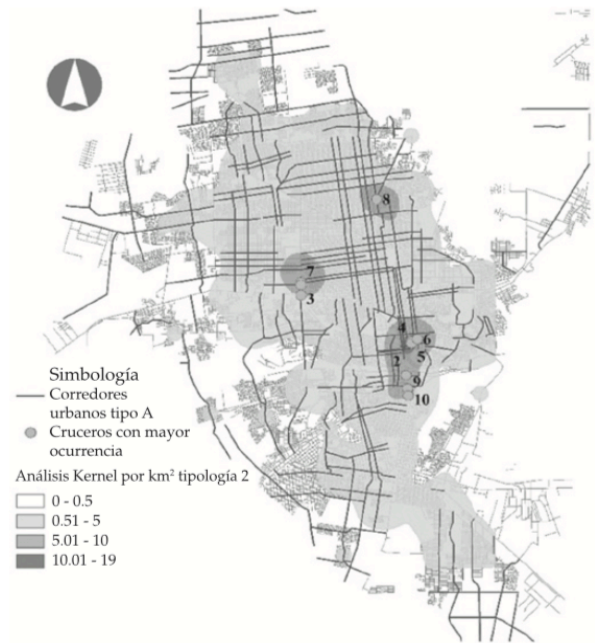 8
7
3
4
6
2
5
9
10
Simbología
Corredores
urbanos tipo A
Cruceros con mayor
ocurrencia
Análisis Kernel por km² tipología 2
0 - 0.5
0.51 - 5
5.01 - 10
10.01 - 19